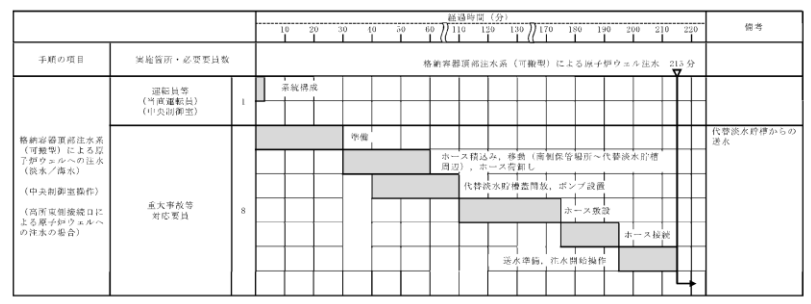 経過時間（分）
備考
10 20 30 40 50 60 110 120 130 170 180 190 200 210 220
手順の項目
実施箇所・必要要員数
格納容器頂部注水系（可搬型）による原子炉ウェル注水 215分
運転員等
（当直運転員）
（中央制御室）
1
系統構成
格納容器頂部注水系
（可搬型）による原
子炉ウェルへの注水
（淡水／海水）
（中央制御室操作）
（高所東側接続口に
よる原子炉ウェルへ
の注水の場合）
重大事故等
対応要員
8
準備
ホース積込み，移動（南側保管場所～代替淡水貯槽
周辺），ホース荷卸し
代替淡水貯槽蓋開放，ポンプ設置
ホース敷設
ホース接続
送水準備，注水開始操作
代替淡水貯槽からの
送水